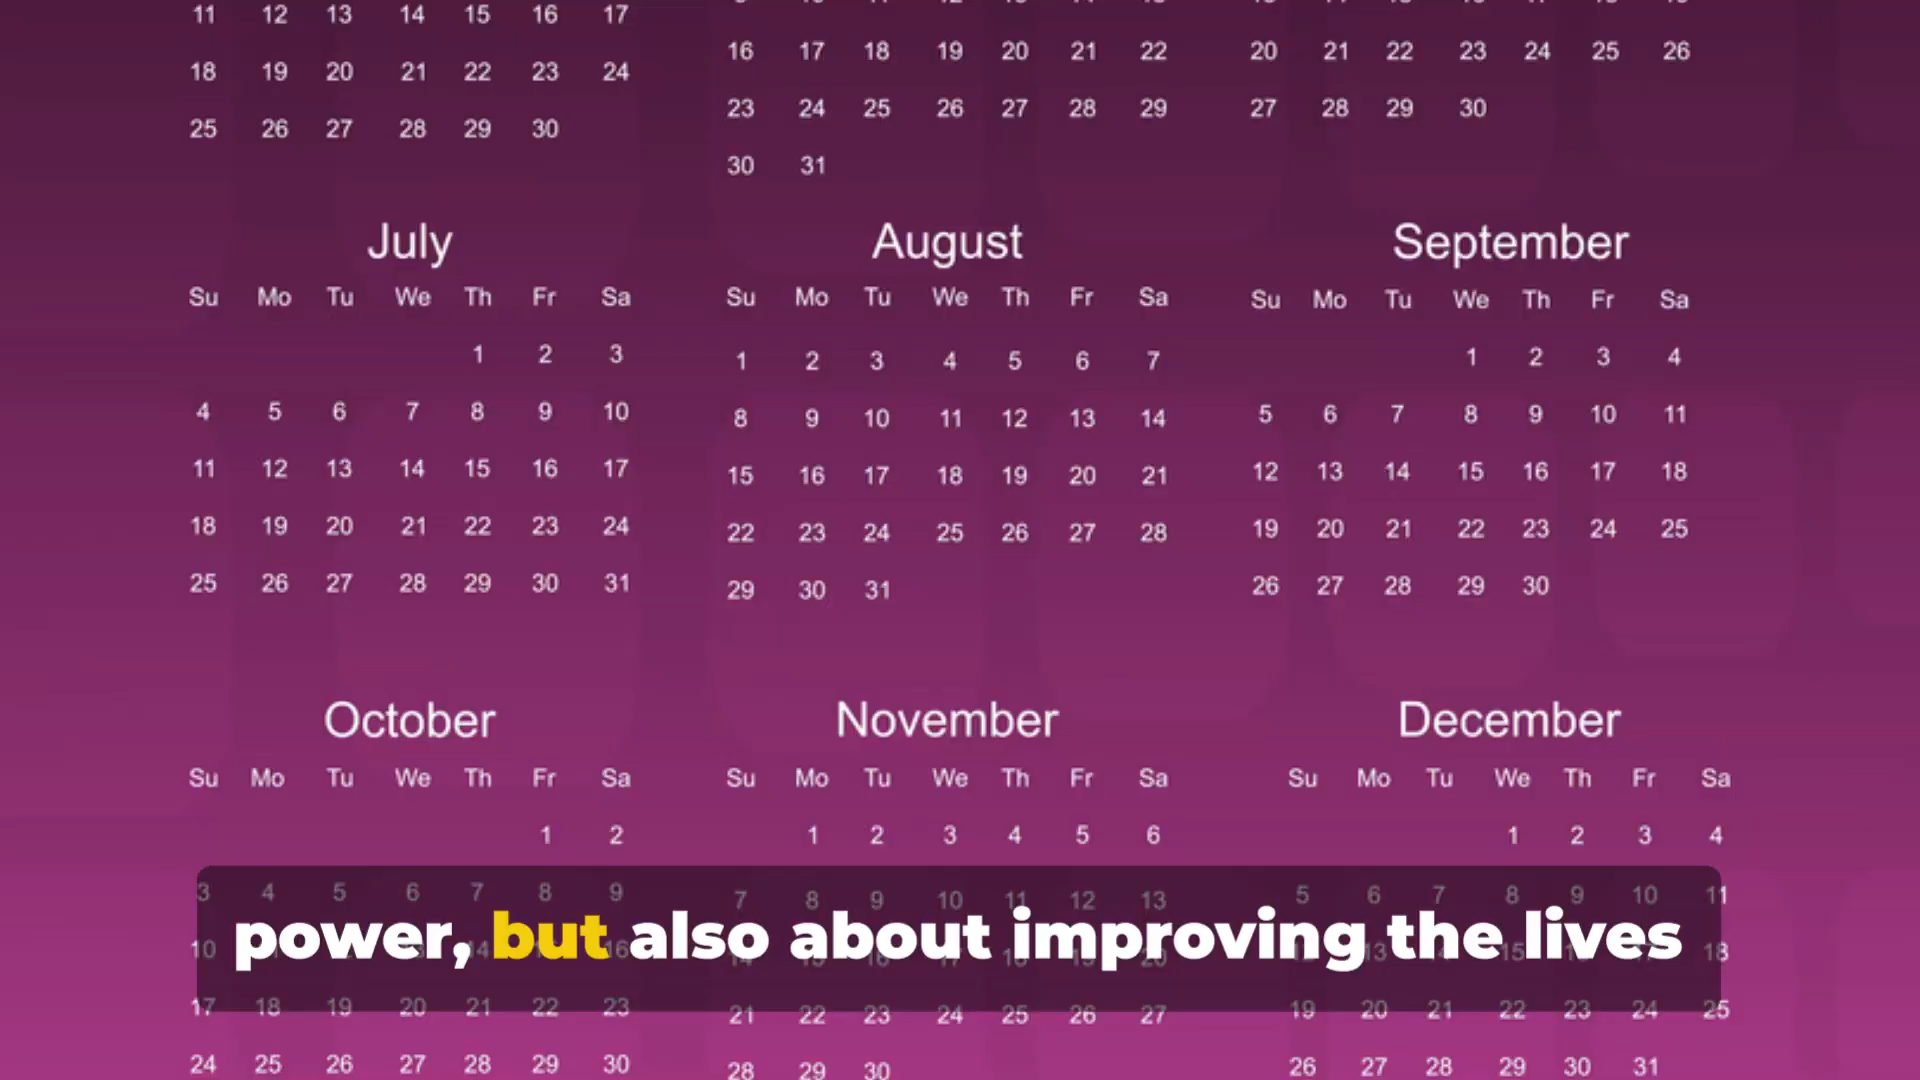 11 12 13 14 15 16 17
18 19 20 21 22 23 24
25 26 27 28 29 30
16 17 18 19 20 21 22
23 24 25 26 27 28 29
30 31
20 21 22 23 24 25 26
27 28 29 30
July
Su Mo Tu We Th Fr Sa
1 2 3
4 5 6 7 8 9 10
11 12 13 14 15 16 17
18 19 20 21 22 23 24
25 26 27 28 29 30 31
August
Su Mo Tu We Th Fr Sa
1 2 3 4 5 6 7
8 9 10 11 12 13 14
15 16 17 18 19 20 21
22 23 24 25 26 27 28
29 30 31
September
Su Mo Tu We Th Fr Sa
1 2 3 4
5 6 7 8 9 10 11
12 13 14 15 16 17 18
19 20 21 22 23 24 25
26 27 28 29 30
October
Su Mo Tu We Th Fr Sa
1 2
3 4 5 6 7 8 9
10 14 16
17 18 19 20 21 22 23
24 25 26 27 28 29 30
November
Su Mo Tu We Th Fr Sa
1 2 3 4 5 6
7 8 9 10 11 12 13
21 22 23 24 25 26 27
28 29 30
December
Su Mo Tu We Th Fr Sa
1 2 3 4
5 6 7 8 9 10 11
13 15 18
19 20 21 22 23 24 25
26 27 28 29 30 31
power, but also about improving the lives